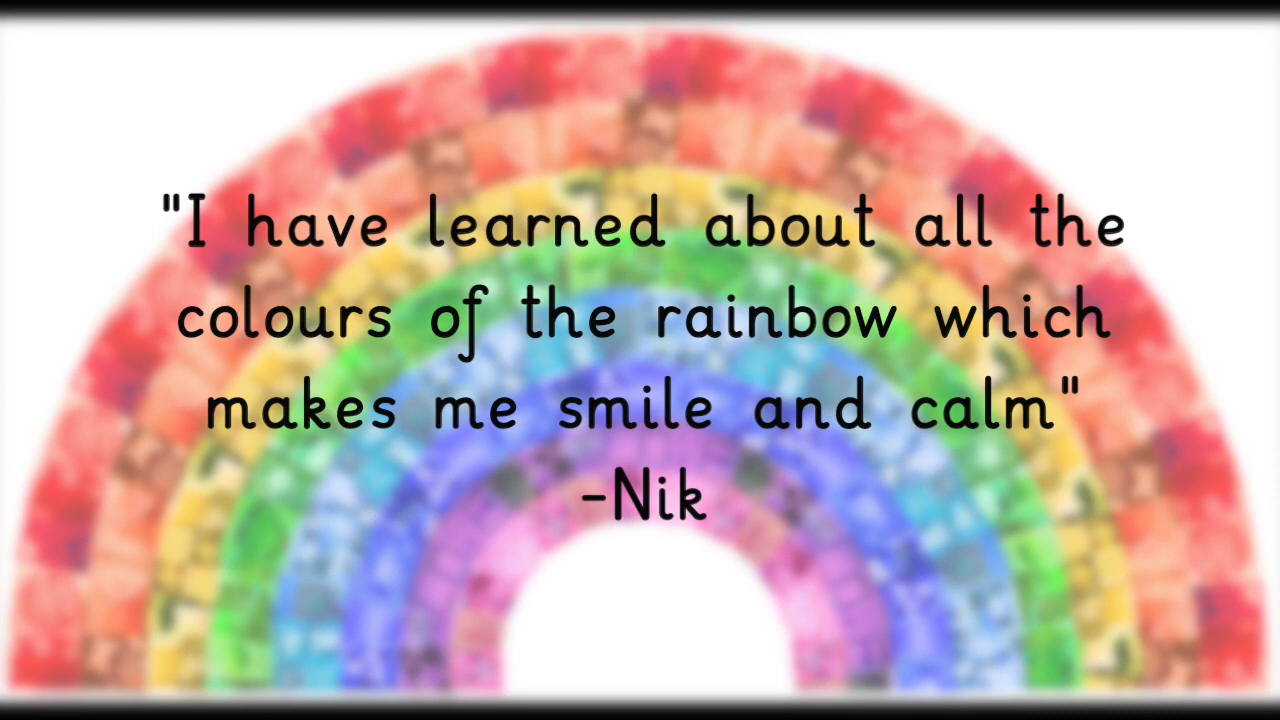 "I have learned about all the
colours of the rainbow which
makes me smile and calm"
-Nik